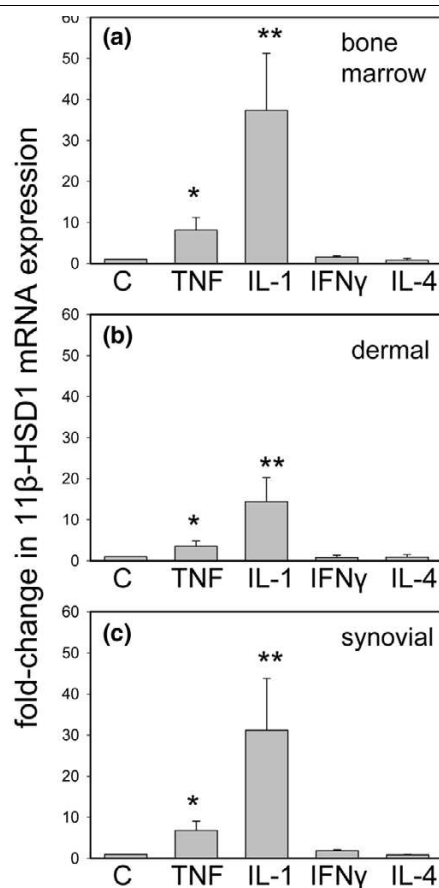 fold-change in 11β-HSD1 mRNA expression
(a)
bone
marrow
60
50
40
30
20
10
0
*
**
C TNF IL-1 IFNγ IL-4
(b)
dermal
60
50
40
30
20
10
0
*
**
C TNF IL-1 IFNγ IL-4
(c)
synovial
60
50
40
30
20
10
0
*
**
C TNF IL-1 IFNγ IL-4